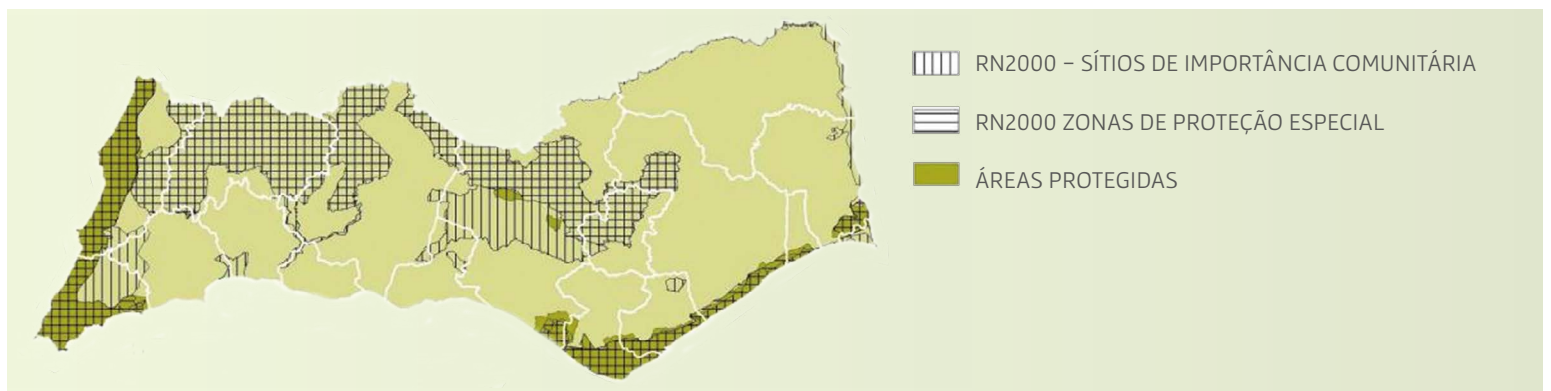 RN2000 – SÍTIOS DE IMPORTÂNCIA COMUNITÁRIA
RN2000 ZONAS DE PROTEÇÃO ESPECIAL
ÁREAS PROTEGIDAS